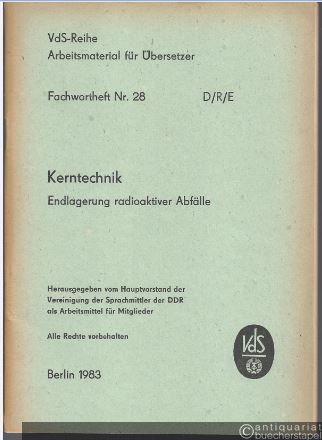 VdS-Reihe
Arbeitsmaterial für Übersetzer
Fachwortheft Nr. 28 D/R/E
Kerntechnik
Endlagerung radioaktiver Abfälle
Herausgegeben vom Hauptvorstand der
Vereinigung der Sprachmittler der DDR
als Arbeitsmittel für Mitglieder
Alle Rechte vorbehalten
VdS
Berlin 1983
antiquariat
buecherstapel